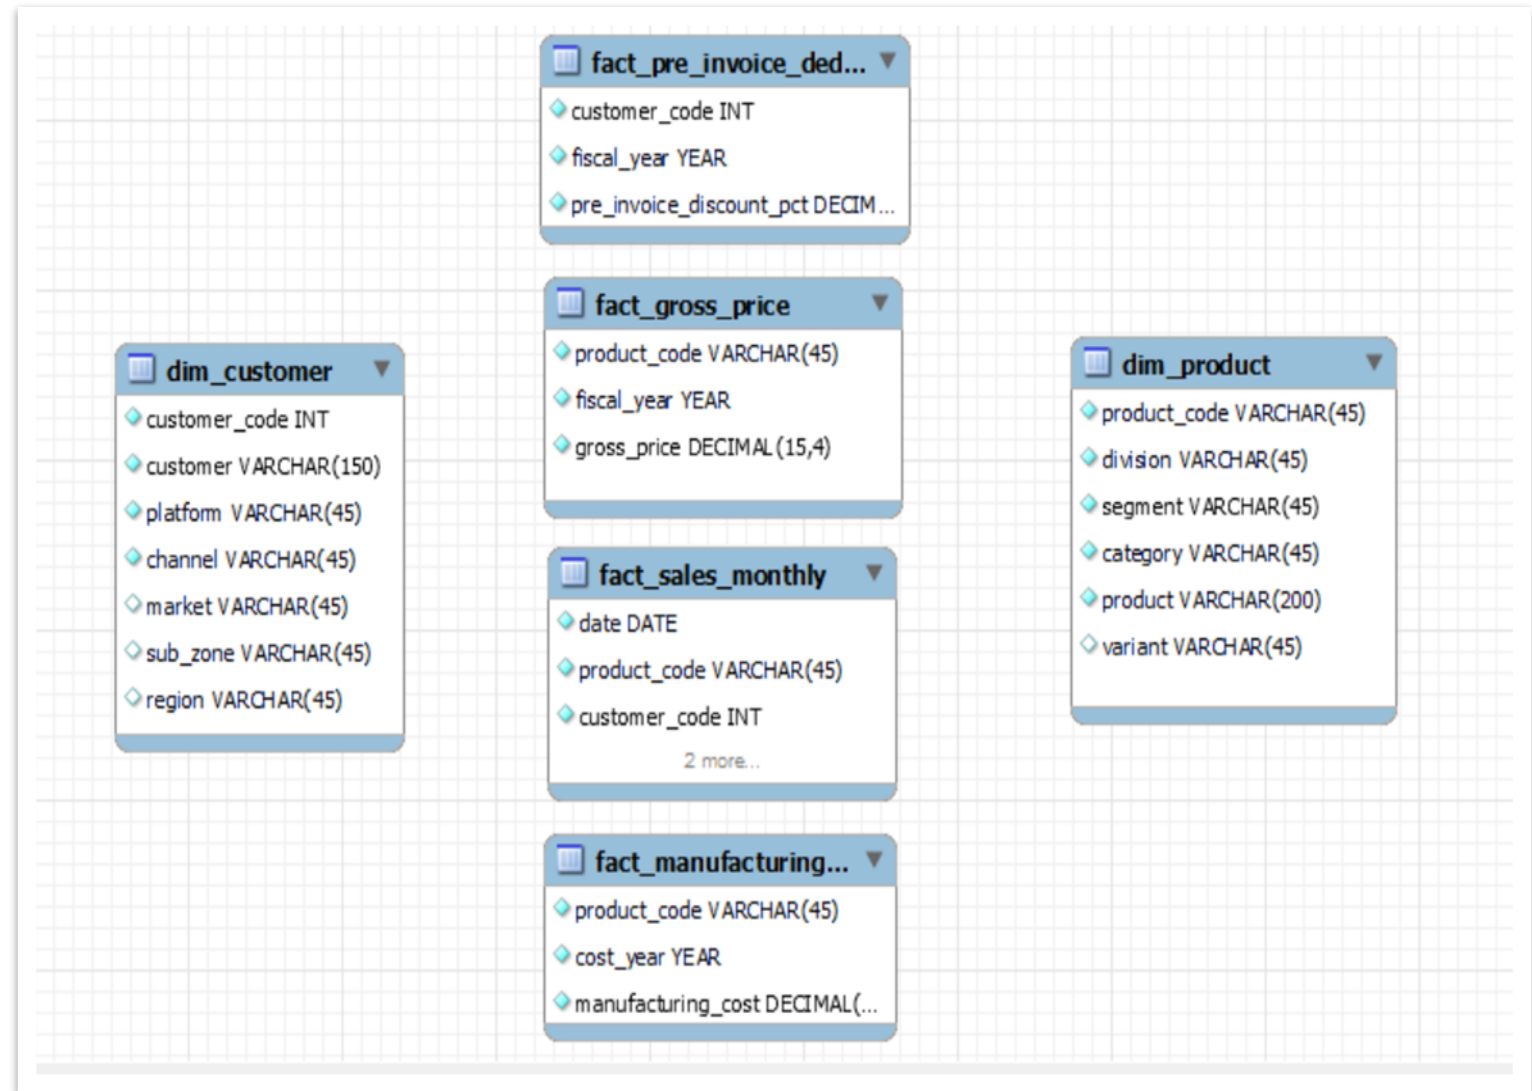 fact_pre_invoice_ded...
customer_code INT
fiscal_year YEAR
pre_invoice_discount_pct DECIM...
fact_gross_price
product_code VARCHAR(45)
fiscal_year YEAR
gross_price DECIMAL(15,4)
dim_customer
customer_code INT
customer VARCHAR(150)
platform VARCHAR(45)
channel VARCHAR(45)
market VARCHAR(45)
sub_zone VARCHAR(45)
region VARCHAR(45)
dim_product
product_code VARCHAR(45)
division VARCHAR(45)
segment VARCHAR(45)
category VARCHAR(45)
product VARCHAR(200)
variant VARCHAR(45)
fact_sales_monthly
date DATE
product_code VARCHAR(45)
customer_code INT
2 more...
fact_manufacturing...
product_code VARCHAR(45)
cost_year YEAR
manufacturing_cost DECIMAL(...